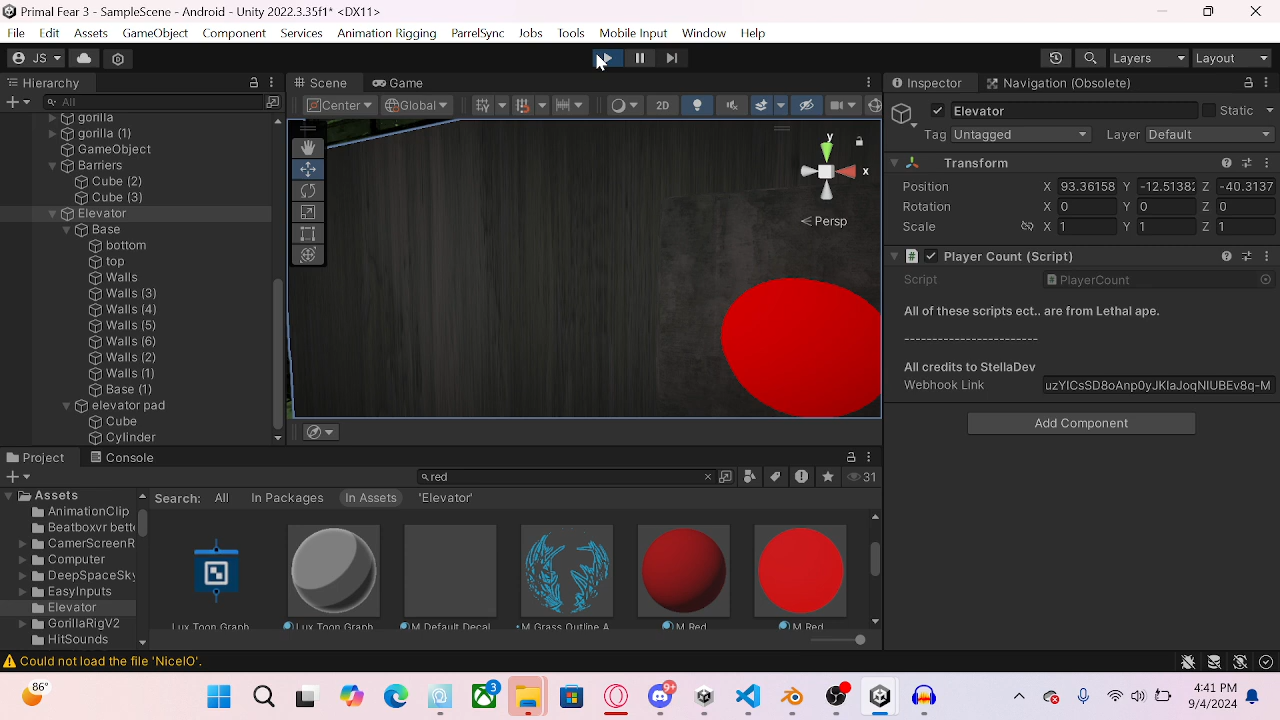 Primal Fear 3 - SampleScene - Android - Unity 2022.3.35f1* <DX11>
File Edit Assets GameObject Component Services Animation Rigging ParrelSync Jobs Tools Mobile Input Window Help
JS Layers Layout
Hierarchy Scene Game Inspector Navigation (Obsolete)
All Center Global 2D Elevator Static
Tag Untagged Layer Default
gorilla
gorilla (1)
GameObject
Barriers
Cube (2)
Cube (3)
Elevator
Base
bottom
top
Walls
Walls (3)
Walls (4)
Walls (5)
Walls (6)
Walls (2)
Walls (1)
Base (1)
elevator pad
Cube
Cylinder
y
x
Persp
Transform
Position X 93.36158 Y -12.51382 Z -40.3137
Rotation X 0 Y 0 Z 0
Scale X 1 Y 1 Z 1
Player Count (Script)
Script PlayerCount
All of these scripts ect.. are from Lethal ape.
------------------------
All credits to StellaDev
Webhook Link uzYICsSD8oAnp0yJKlaJoqNIUBEv8q-M
Add Component
Project Console
red 31
Assets
AnimationClip
Beatboxvr bett
CamerScreenR
Computer
DeepSpaceSky
EasyInputs
Elevator
GorillaRigV2
HitSounds
Search: All In Packages In Assets 'Elevator'
Lux Toon Graph Lux Toon Graph M Default Decal M Grass Outline A M Red M Red
Could not load the file 'NiceIO'.
86°
3
9+
4:41 PM
9/4/2024